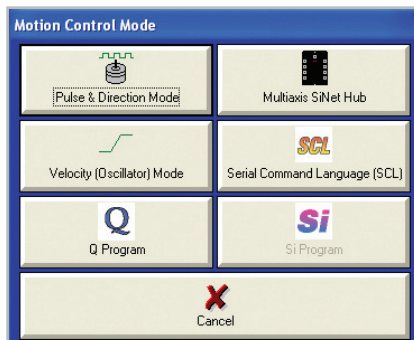 Motion Control Mode
Pulse & Direction Mode
Multiaxis SiNet Hub
Velocity (Oscillator) Mode
SCL
Serial Command Language (SCL)
Q
Q Program
Si
Si Program
Cancel